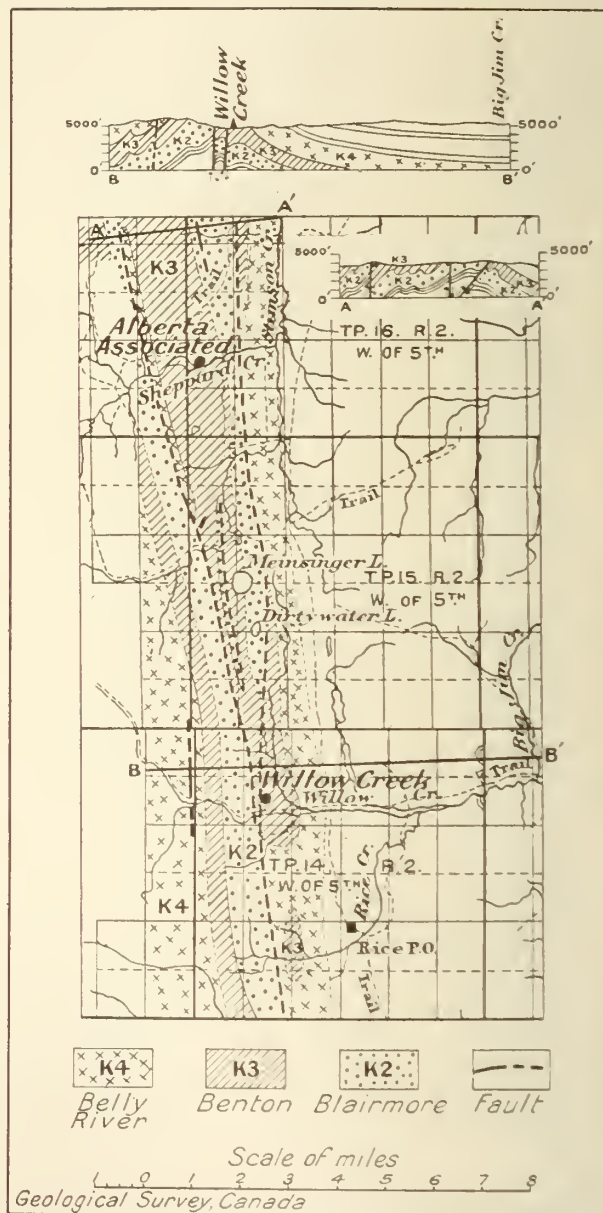 Willow
Creek
Big Jim Cr.
5000'
5000'
K3
K2
K2
K3
K4
0'
0'
B
B'
A'
A
K3
Trail
Stimson Cr.
5000'
K3
5000'
0
K2
K2
K2
K3
0'
A
A'
Alberta
Associated
Sheppard Cr.
TP. 16. R. 2.
W. OF 5TH
Trail
Meinsinger L.
TP. 15 R. 2
W. OF 5TH
Dirtywater L.
Big Jim Cr.
B
B'
Trail
Willow Creek
Willow Cr.
K2
TP. 14 R. 2.
W. OF 5TH
K4
Rice Cr.
K3
Rice P.O.
Trail
K4
K3
K2
Belly
River
Benton
Blairmore
Fault
Scale of miles
1 0 1 2 3 4 5 6 7 8
Geological Survey, Canada